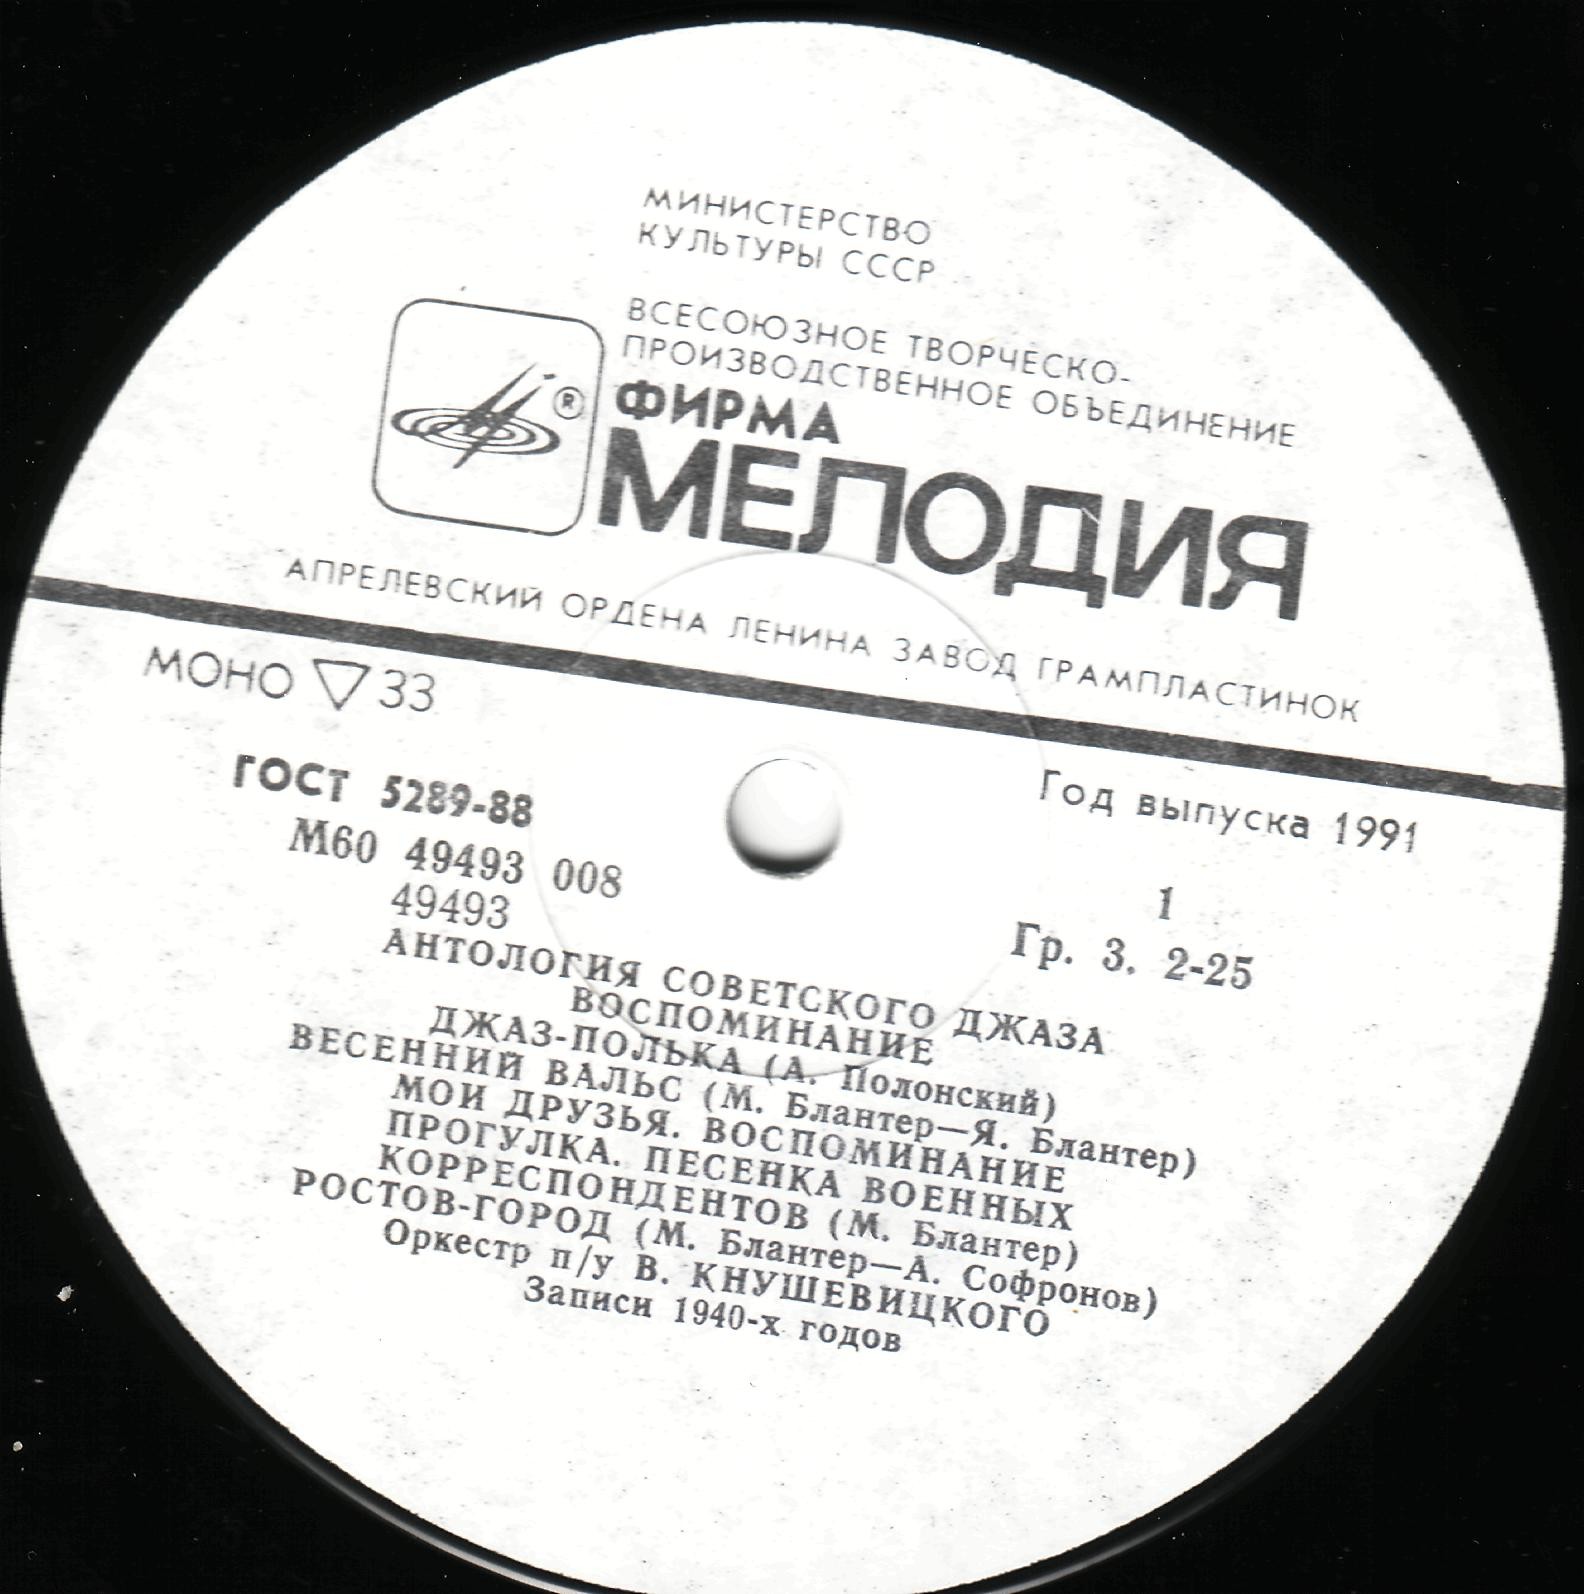 МИНИСТЕРСТВО
КУЛЬТУРЫ СССР
ВСЕСОЮЗНОЕ ТВОРЧЕСКО-
ПРОИЗВОДСТВЕННОЕ ОБЪЕДИНЕНИЕ
®
ФИРМА
МЕЛОДИЯ
АПРЕЛЕВСКИЙ ОРДЕНА ЛЕНИНА ЗАВОД ГРАМПЛАСТИНОК
МОНО ▽ 33
Год выпуска 1991
ГОСТ 5289-88
М60 49493 008
1
49493
Гр. 3. 2-25
АНТОЛОГИЯ СОВЕТСКОГО ДЖАЗА
ВОСПОМИНАНИЕ
ДЖАЗ-ПОЛЬКА (А. Полонский)
ВЕСЕННИЙ ВАЛЬС (М. Блантер—Я. Блантер)
МОИ ДРУЗЬЯ. ВОСПОМИНАНИЕ
ПРОГУЛКА. ПЕСЕНКА ВОЕННЫХ
КОРРЕСПОНДЕНТОВ (М. Блантер)
РОСТОВ-ГОРОД (М. Блантер—А. Софронов)
Оркестр п/у В. КНУШЕВИЦКОГО
Записи 1940-х годов